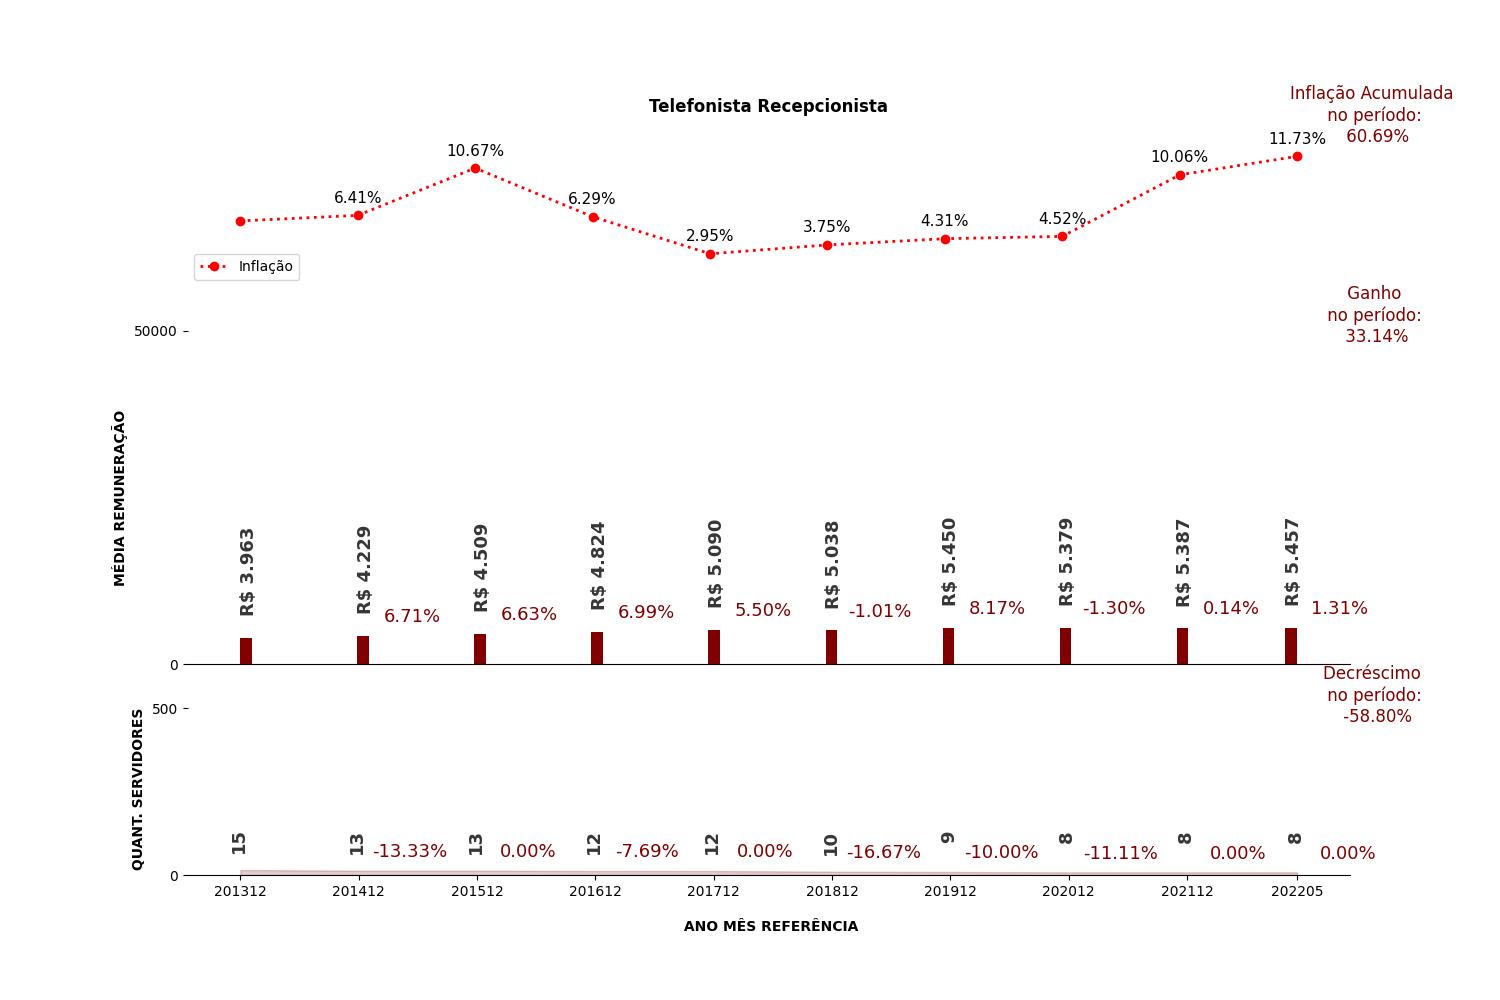 Telefonista Recepcionista
Inflação Acumulada
no período:
60.69%
6.41%
10.67%
6.29%
2.95%
3.75%
4.31%
4.52%
10.06%
11.73%
Inflação
Ganho
no período:
33.14%
50000
0
MÉDIA REMUNERAÇÃO
R$ 3.963
R$ 4.229
R$ 4.509
R$ 4.824
R$ 5.090
R$ 5.038
R$ 5.450
R$ 5.379
R$ 5.387
R$ 5.457
6.71%
6.63%
6.99%
5.50%
-1.01%
8.17%
-1.30%
0.14%
1.31%
Decréscimo
no período:
-58.80%
500
0
QUANT. SERVIDORES
15
13
13
12
12
10
9
8
8
8
-13.33%
0.00%
-7.69%
0.00%
-16.67%
-10.00%
-11.11%
0.00%
0.00%
201312
201412
201512
201612
201712
201812
201912
202012
202112
202205
ANO MÊS REFERÊNCIA